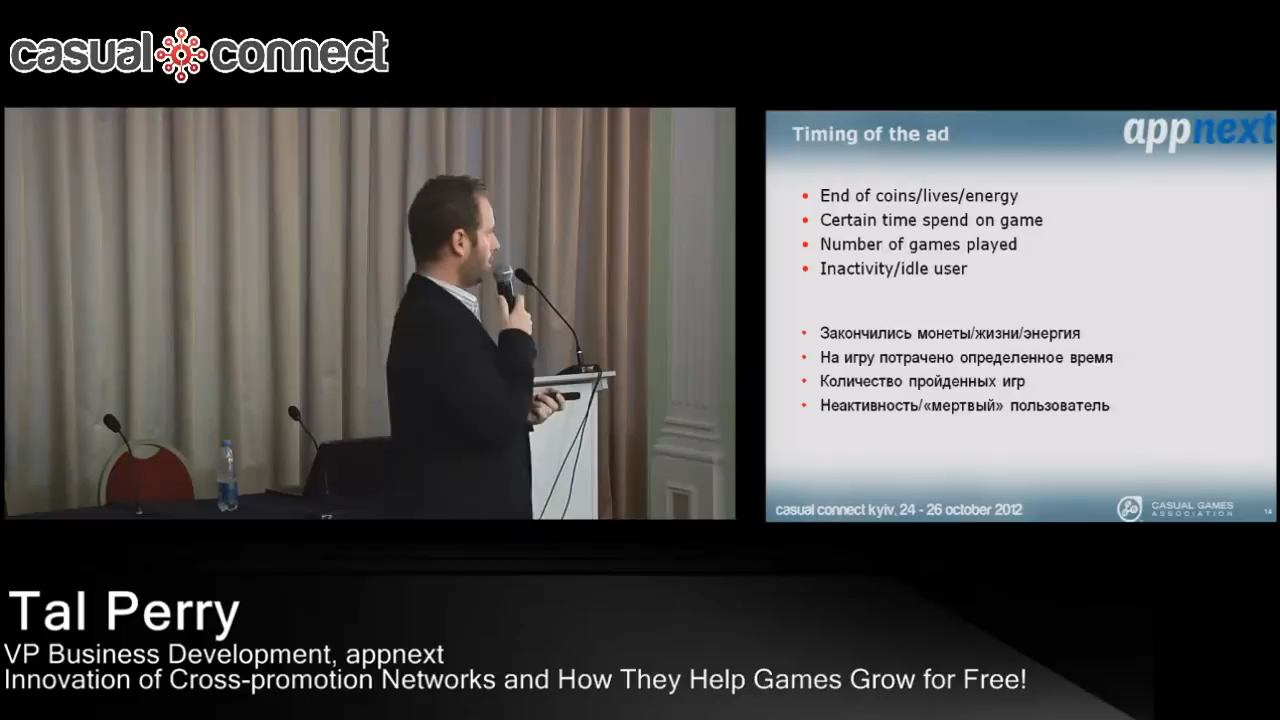 casual connect
Timing of the ad
appnext
• End of coins/lives/energy
• Certain time spend on game
• Number of games played
• Inactivity/idle user
• Закончились монеты/жизни/энергия
• На игру потрачено определенное время
• Количество пройденных игр
• Неактивность/«мертвый» пользователь
casual connect kyiv, 24 - 26 october 2012
CASUAL GAMES
ASSOCIATION
14
Tal Perry
VP Business Development, appnext
Innovation of Cross-promotion Networks and How They Help Games Grow for Free!